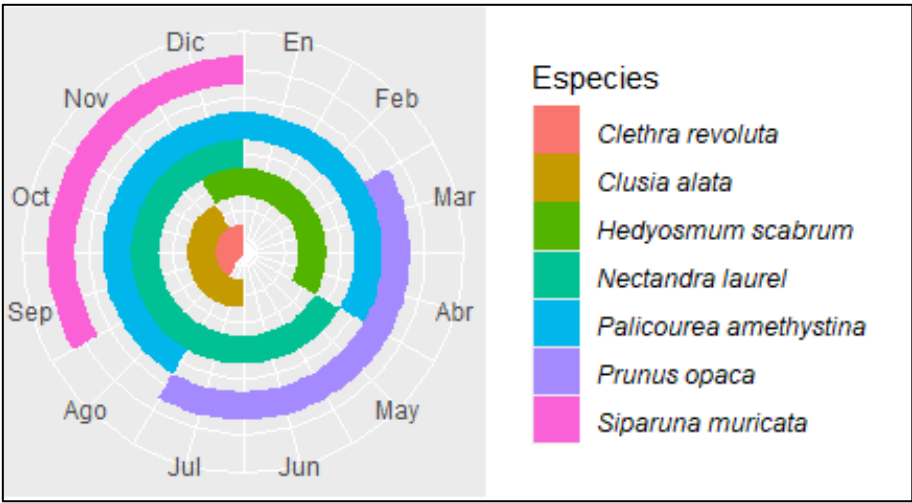 Dic
En
Nov
Feb
Oct
Mar
Sep
Abr
Ago
May
Jul
Jun
Especies
Clethra revoluta
Clusia alata
Hedyosmum scabrum
Nectandra laurel
Palicourea amethystina
Prunus opaca
Siparuna muricata